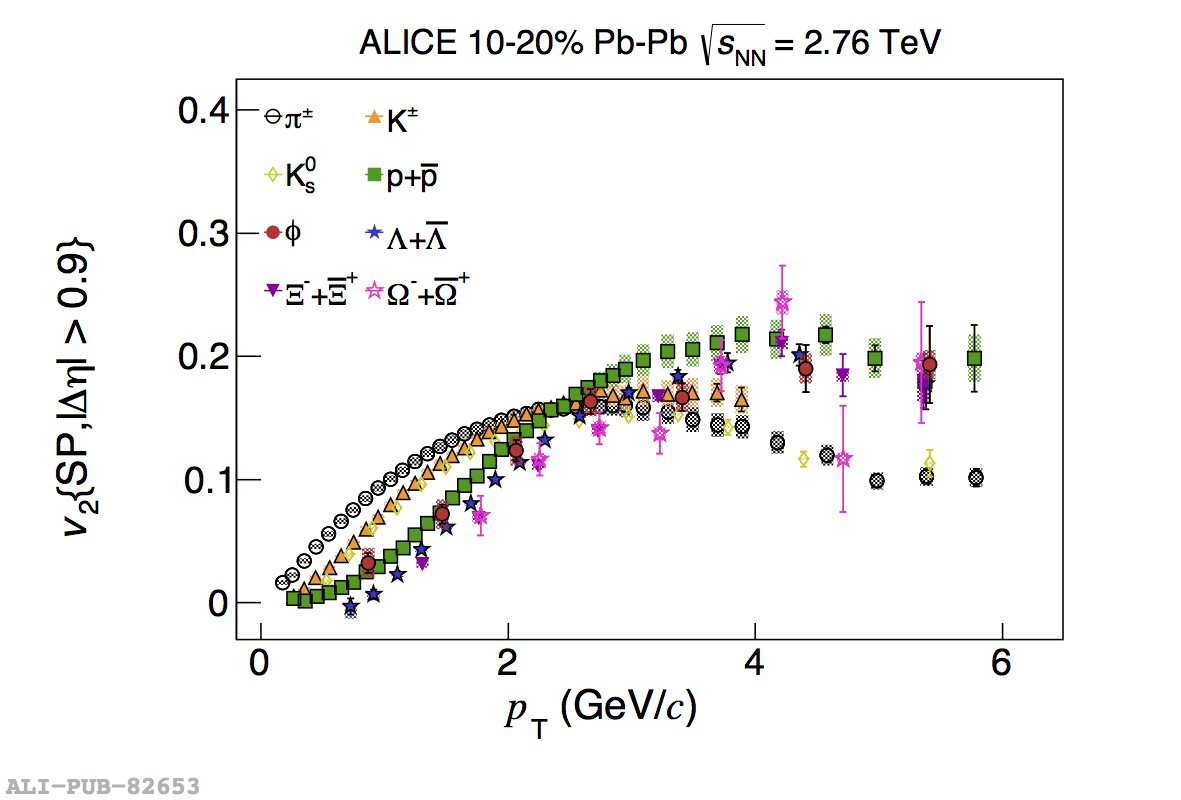 ALICE 10-20% Pb-Pb √sNN = 2.76 TeV
0.4
π± K±
K0s p+p̅
0.3
ϕ Λ+Λ̅
Ξ-+Ξ̅+ Ω-+Ω̅+
v2{SP,|Δη| > 0.9}
0.2
0.1
0
0 2 4 6
pT (GeV/c)
ALI-PUB-82653